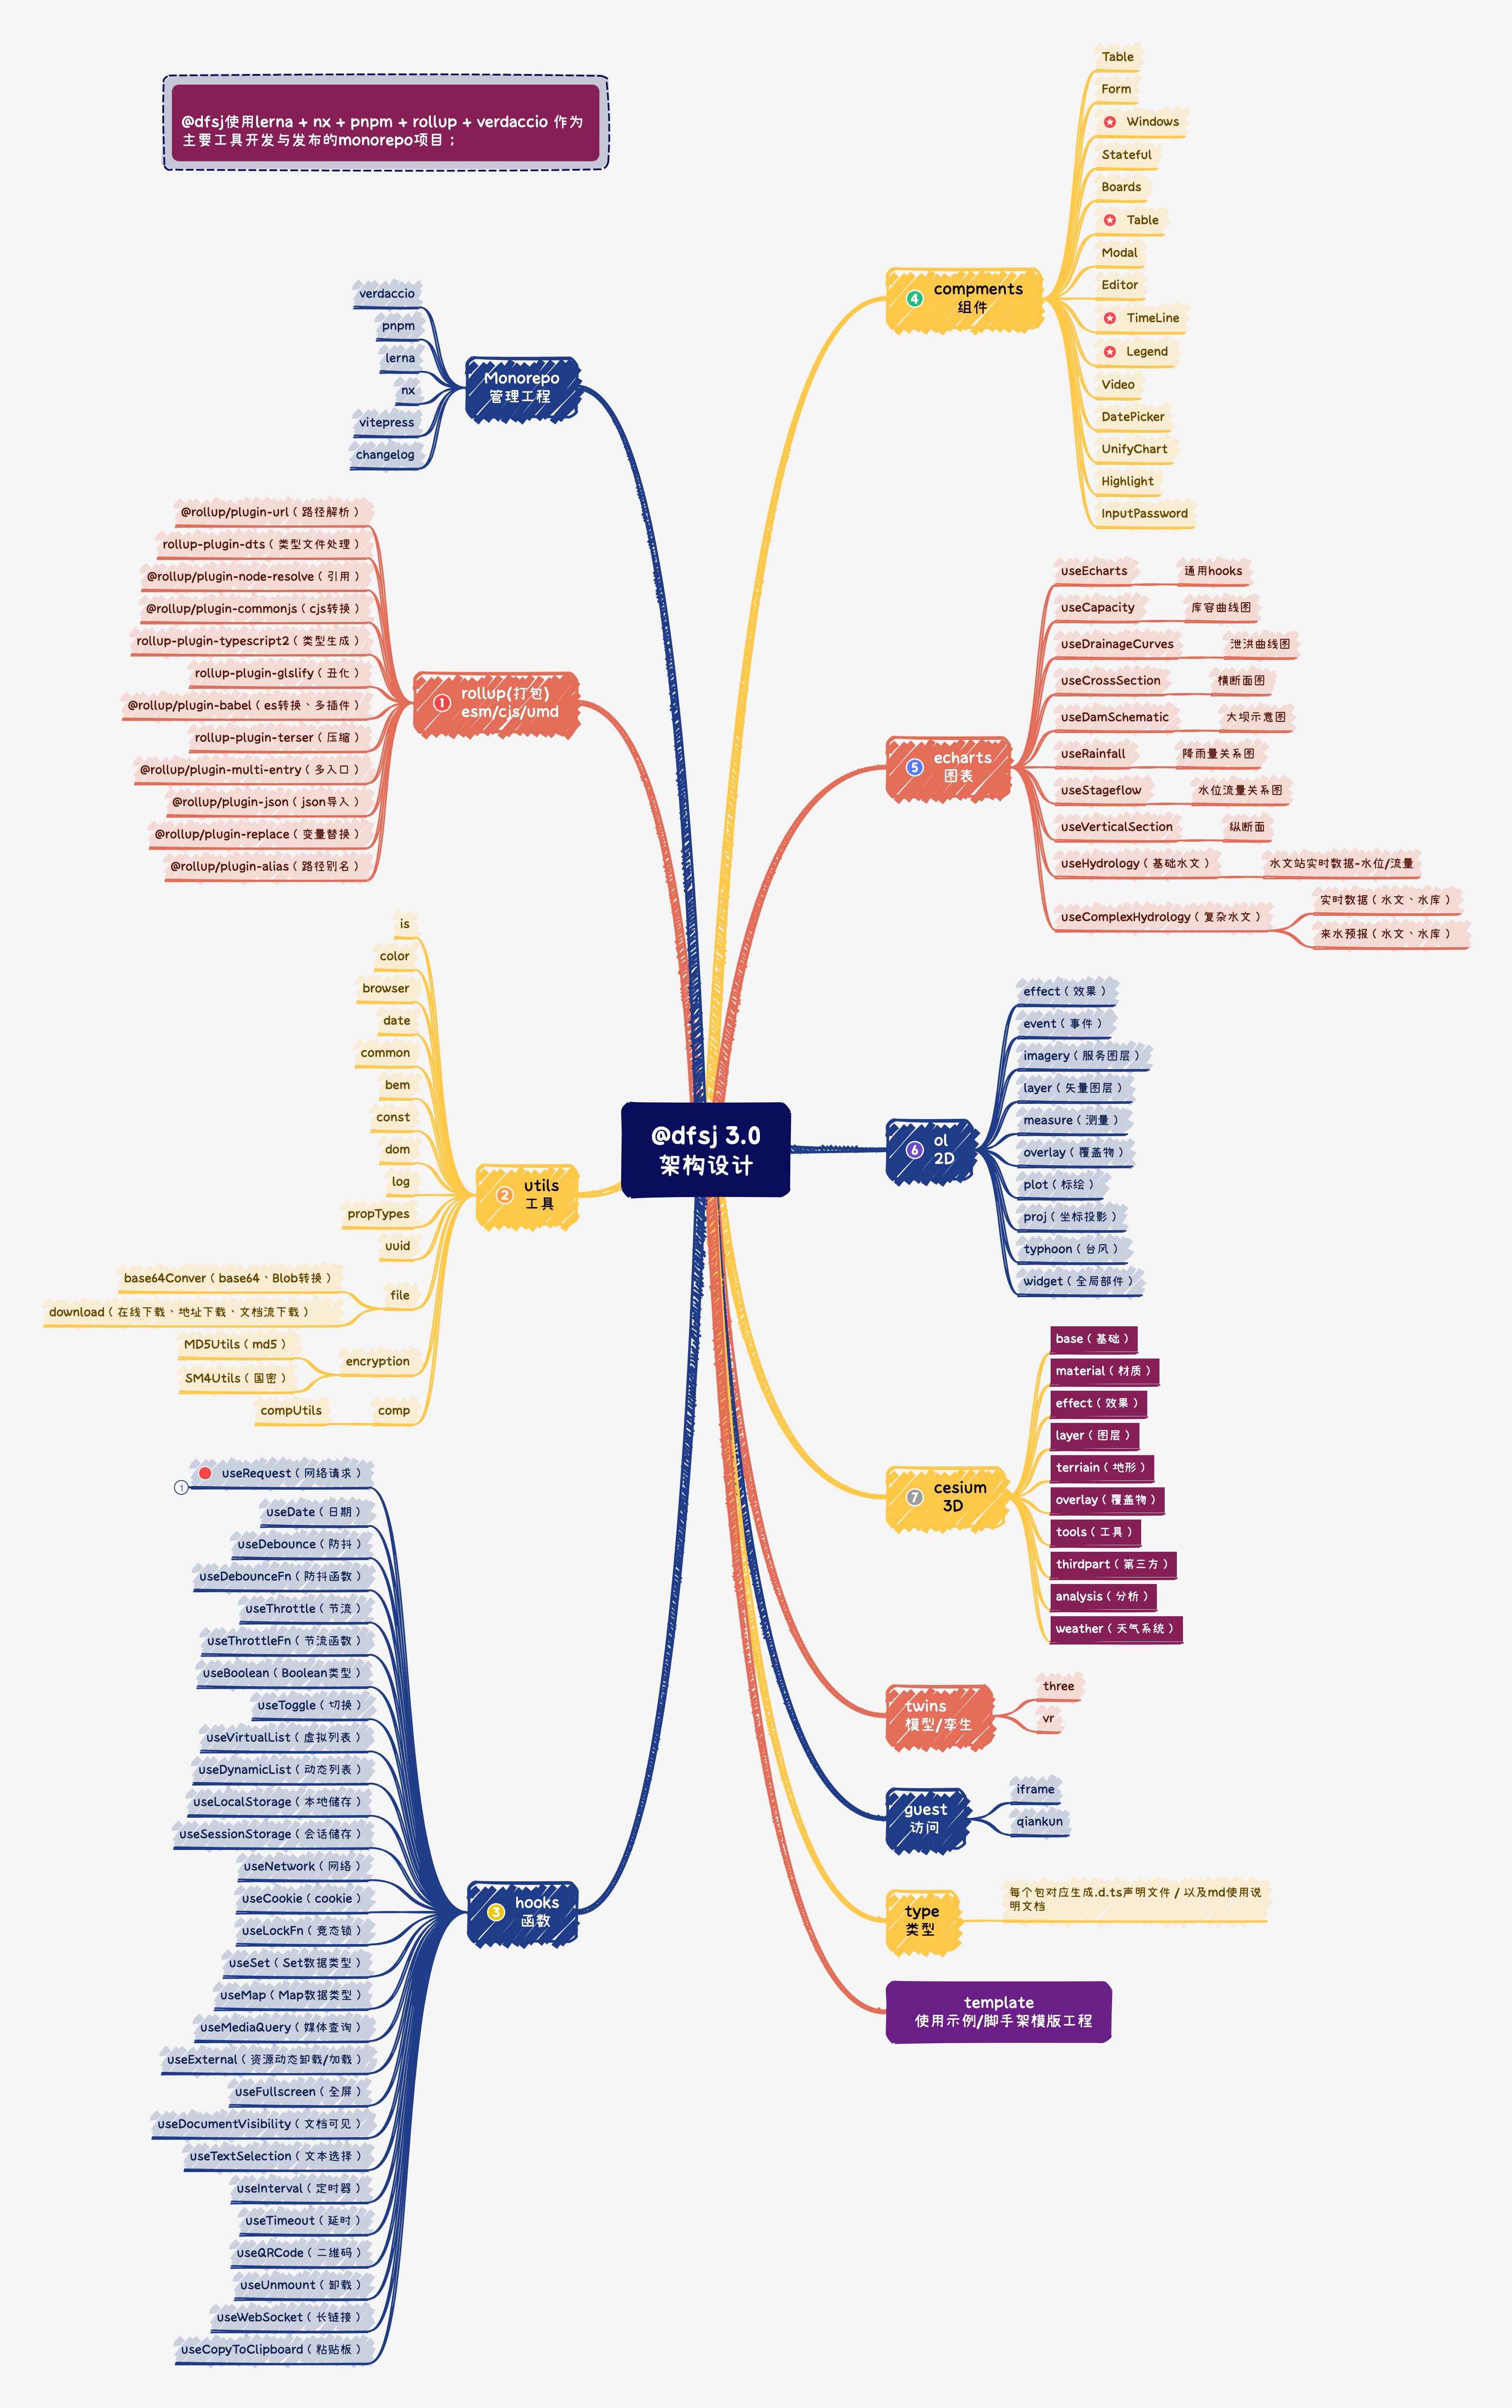 @dfsj使用lerna + nx + pnpm + rollup + verdaccio 作为
主要工具开发与发布的monorepo项目；
@dfsj 3.0
架构设计
Monorepo
管理工程
verdaccio
pnpm
lerna
nx
vitepress
changelog
1
rollup(打包)
esm/cjs/umd
@rollup/plugin-url（路径解析）
rollup-plugin-dts（类型文件处理）
@rollup/plugin-node-resolve（引用）
@rollup/plugin-commonjs（cjs转换）
rollup-plugin-typescript2（类型生成）
rollup-plugin-glslify（丑化）
@rollup/plugin-babel（es转换、多插件）
rollup-plugin-terser（压缩）
@rollup/plugin-multi-entry（多入口）
@rollup/plugin-json（json导入）
@rollup/plugin-replace（变量替换）
@rollup/plugin-alias（路径别名）
2
utils
工具
is
color
browser
date
common
bem
const
dom
log
propTypes
uuid
file
base64Conver（base64、Blob转换）
download（在线下载、地址下载、文档流下载）
encryption
MD5Utils（md5）
SM4Utils（国密）
comp
compUtils
3
hooks
函数
useRequest（网络请求）
1
useDate（日期）
useDebounce（防抖）
useDebounceFn（防抖函数）
useThrottle（节流）
useThrottleFn（节流函数）
useBoolean（Boolean类型）
useToggle（切换）
useVirtualList（虚拟列表）
useDynamicList（动态列表）
useLocalStorage（本地储存）
useSessionStorage（会话储存）
useNetwork（网络）
useCookie（cookie）
useLockFn（竞态锁）
useSet（Set数据类型）
useMap（Map数据类型）
useMediaQuery（媒体查询）
useExternal（资源动态卸载/加载）
useFullscreen（全屏）
useDocumentVisibility（文档可见）
useTextSelection（文本选择）
useInterval（定时器）
useTimeout（延时）
useQRCode（二维码）
useUnmount（卸载）
useWebSocket（长链接）
useCopyToClipboard（粘贴板）
4
compments
组件
Table
Form
Windows
Stateful
Boards
Table
Modal
Editor
TimeLine
Legend
Video
DatePicker
UnifyChart
Highlight
InputPassword
5
echarts
图表
useEcharts
通用hooks
useCapacity
库容曲线图
useDrainageCurves
泄洪曲线图
useCrossSection
横断面图
useDamSchematic
大坝示意图
useRainfall
降雨量关系图
useStageflow
水位流量关系图
useVerticalSection
纵断面
useHydrology（基础水文）
水文站实时数据-水位/流量
useComplexHydrology（复杂水文）
实时数据（水文、水库）
来水预报（水文、水库）
6
ol
2D
effect（效果）
event（事件）
imagery（服务图层）
layer（矢量图层）
measure（测量）
overlay（覆盖物）
plot（标绘）
proj（坐标投影）
typhoon（台风）
widget（全局部件）
7
cesium
3D
base（基础）
material（材质）
effect（效果）
layer（图层）
terriain（地形）
overlay（覆盖物）
tools（工具）
thirdpart（第三方）
analysis（分析）
weather（天气系统）
twins
模型/孪生
three
vr
guest
访问
iframe
qiankun
type
类型
每个包对应生成.d.ts声明文件 / 以及md使用说
明文档
template
使用示例/脚手架模版工程